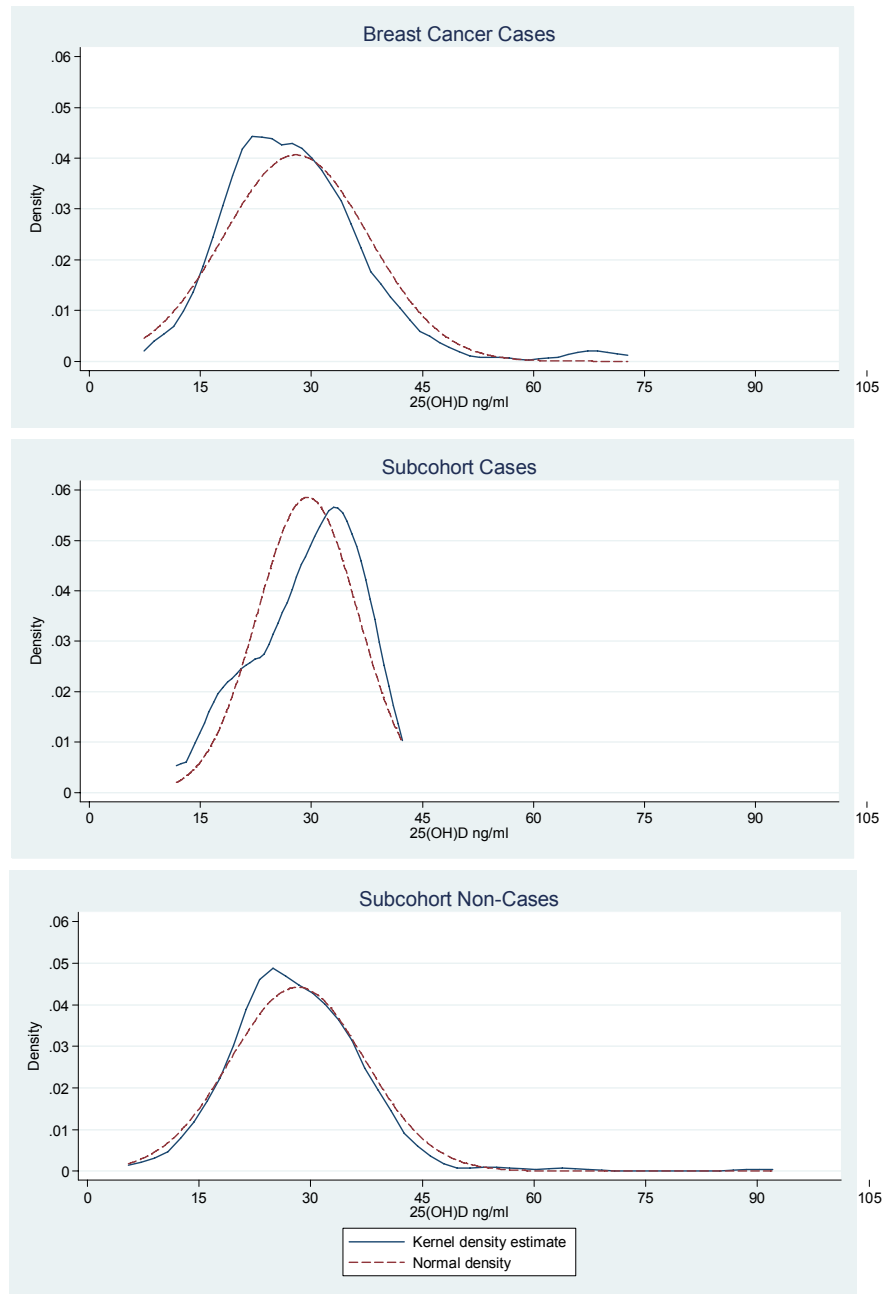 Breast Cancer Cases
.06
.05
.04
.03
.02
.01
0
Density
0 15 30 45 60 75 90 105
25(OH)D ng/ml
Subcohort Cases
.06
.05
.04
.03
.02
.01
0
Density
0 15 30 45 60 75 90 105
25(OH)D ng/ml
Subcohort Non-Cases
.06
.05
.04
.03
.02
.01
0
Density
0 15 30 45 60 75 90 105
25(OH)D ng/ml
Kernel density estimate
Normal density